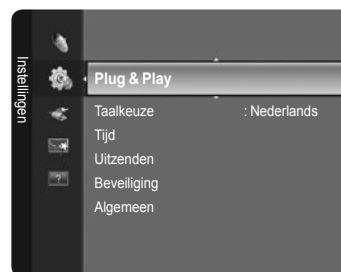 Instellingen
Plug & Play
Taalkeuze : Nederlands
Tijd
Uitzenden
Beveiliging
Algemeen
?